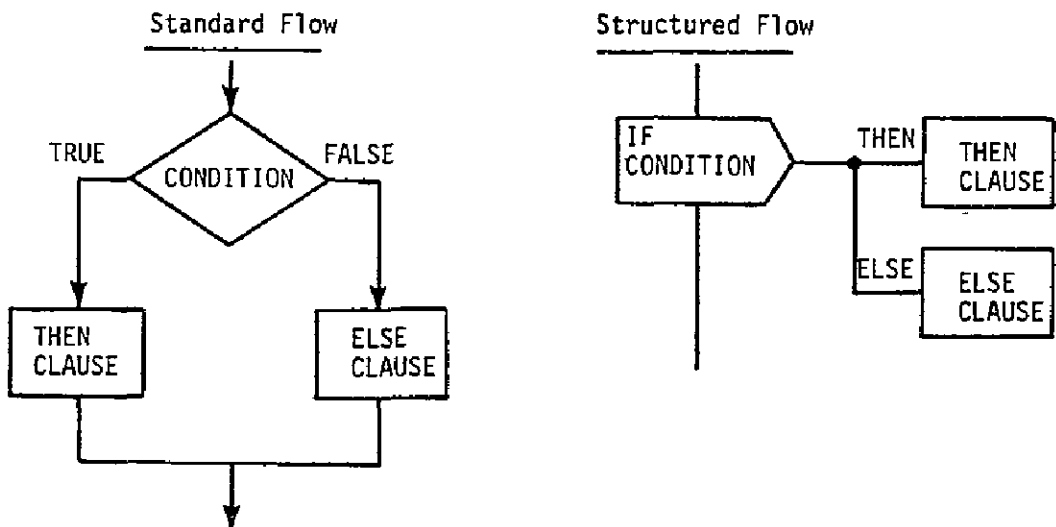 Standard Flow
TRUE
FALSE
CONDITION
THEN
CLAUSE
ELSE
CLAUSE
Structured Flow
IF
CONDITION
THEN
THEN
CLAUSE
ELSE
ELSE
CLAUSE